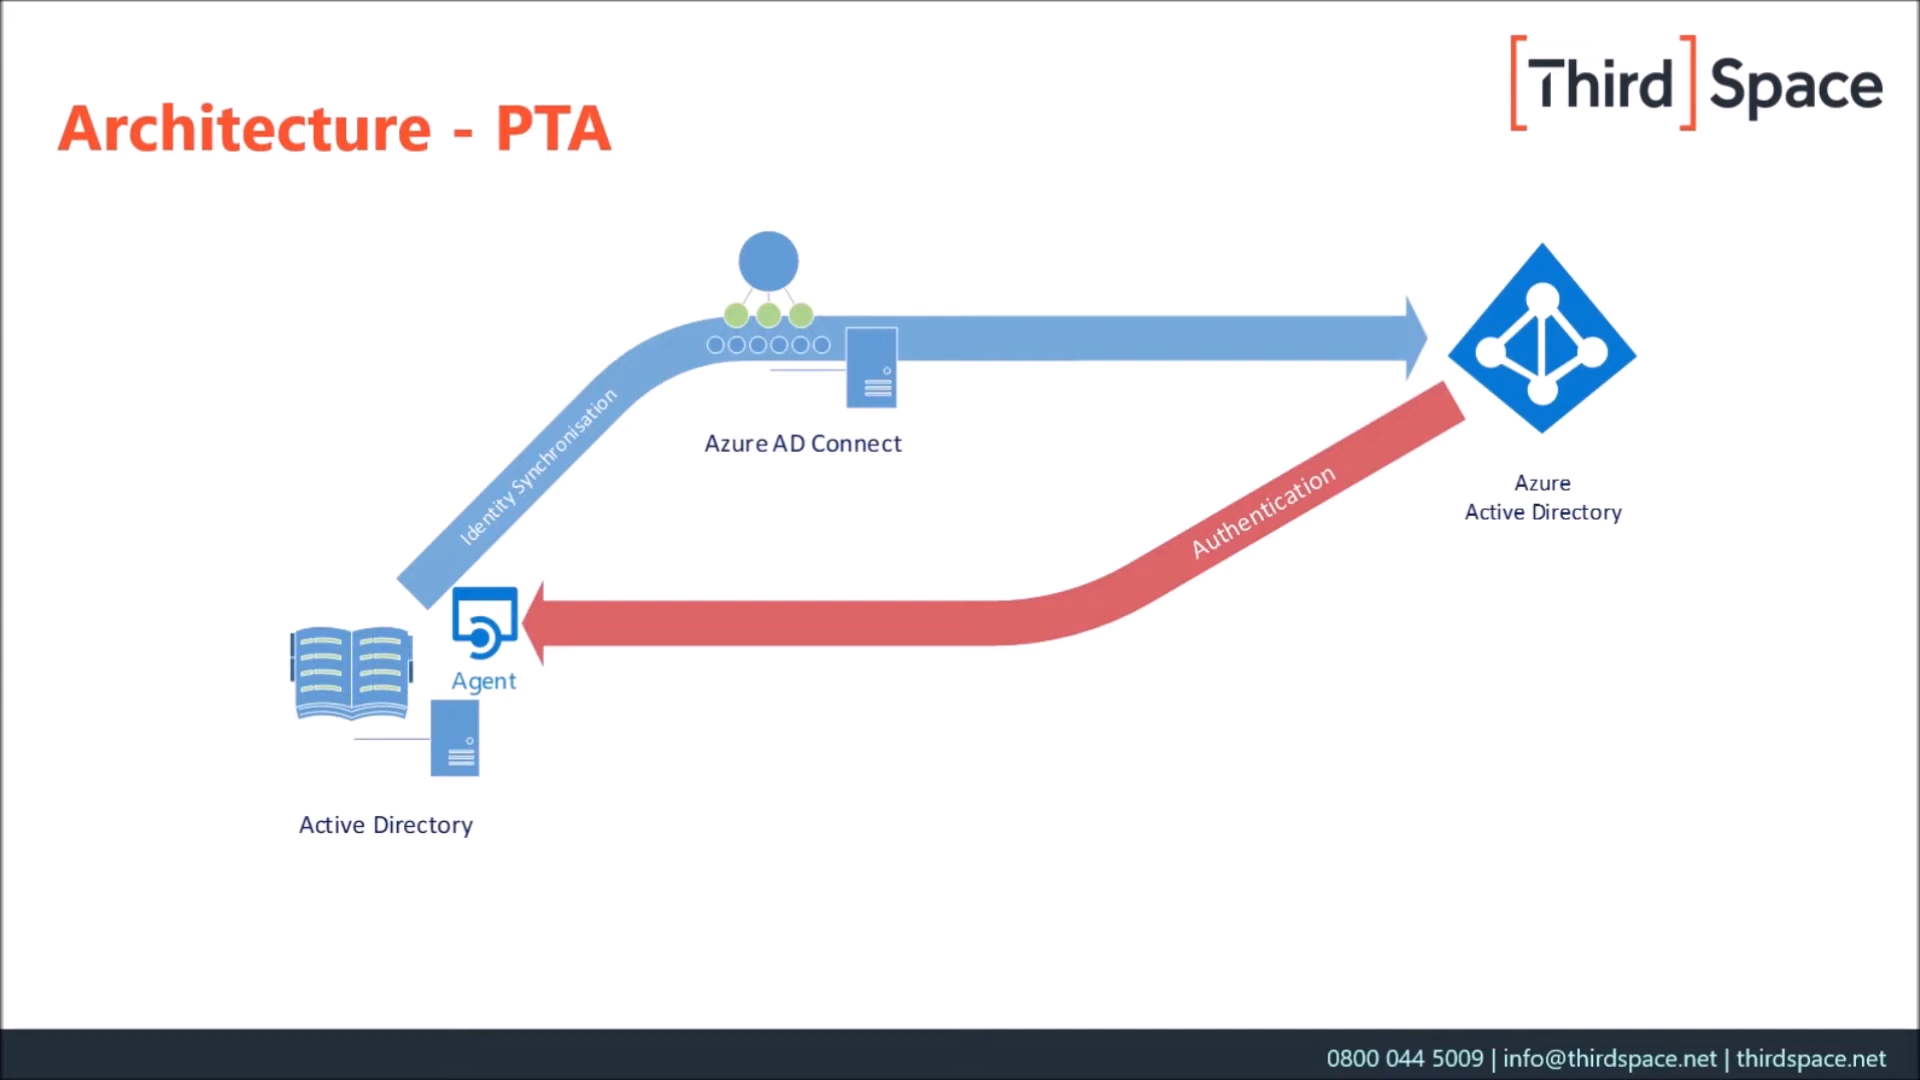 [Third] Space
Architecture - PTA
Identity Synchronisation
Azure AD Connect
Azure
Active Directory
Authentication
Agent
Active Directory
0800 044 5009 | info@thirdspace.net | thirdspace.net